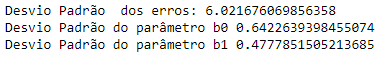 Desvio Padrão  dos erros: 6.021676069856358
Desvio Padrão do parâmetro b0 0.6422639398455074
Desvio Padrão do parâmetro b1 0.4777851505213685